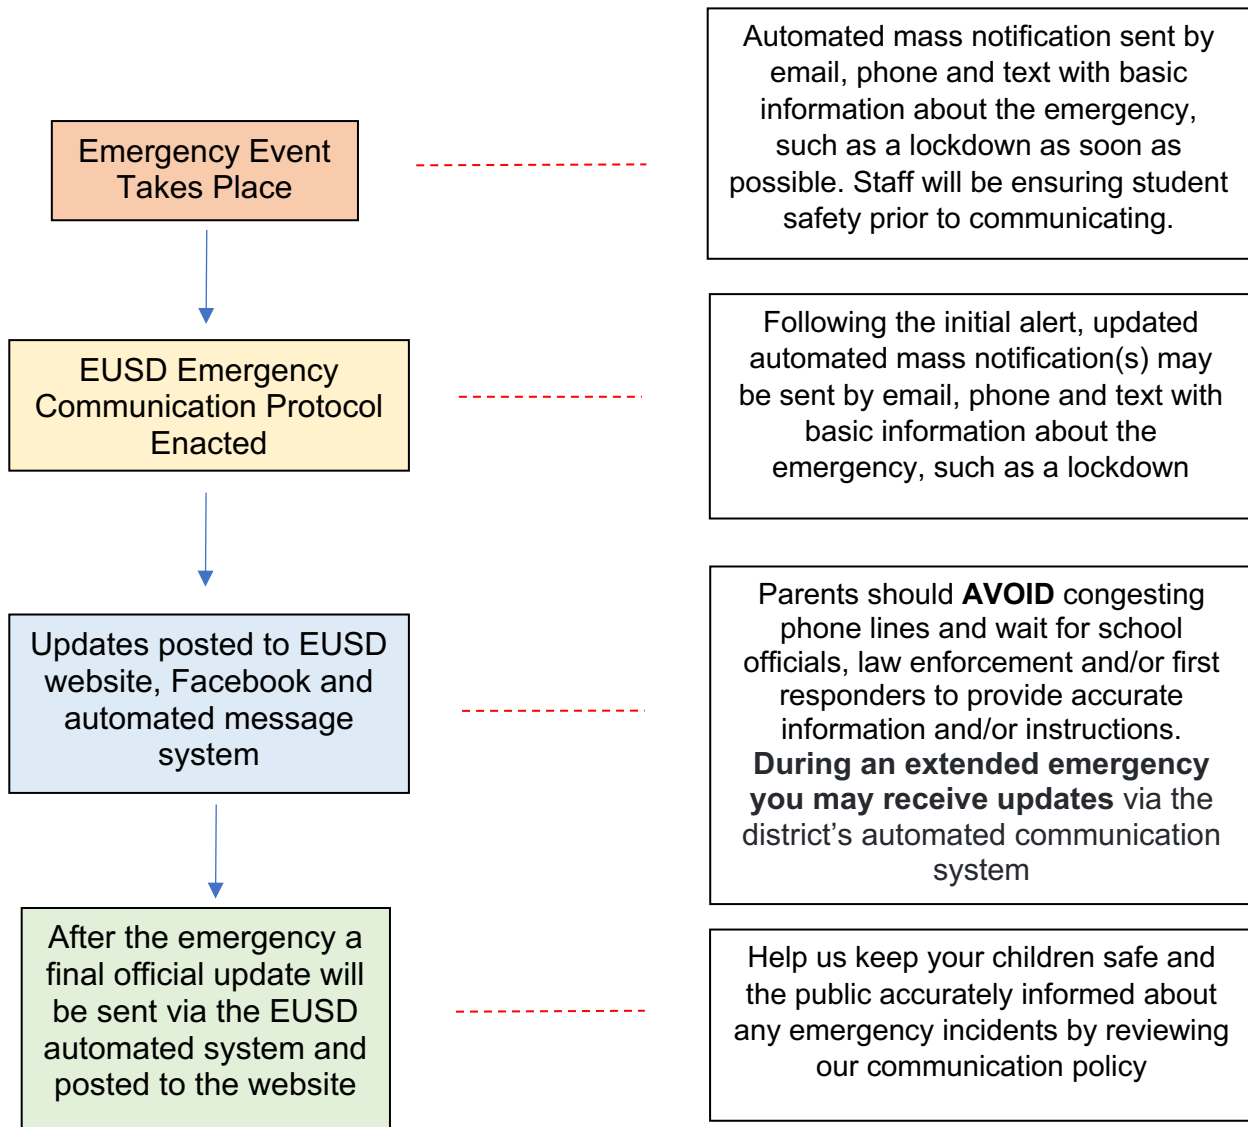 Emergency Event
Takes Place
Automated mass notification sent by
email, phone and text with basic
information about the emergency,
such as a lockdown as soon as
possible. Staff will be ensuring student
safety prior to communicating.
EUSD Emergency
Communication Protocol
Enacted
Following the initial alert, updated
automated mass notification(s) may
be sent by email, phone and text with
basic information about the
emergency, such as a lockdown
Updates posted to EUSD
website, Facebook and
automated message
system
Parents should AVOID congesting
phone lines and wait for school
officials, law enforcement and/or first
responders to provide accurate
information and/or instructions.
During an extended emergency
you may receive updates via the
district’s automated communication
system
After the emergency a
final official update will
be sent via the EUSD
automated system and
posted to the website
Help us keep your children safe and
the public accurately informed about
any emergency incidents by reviewing
our communication policy